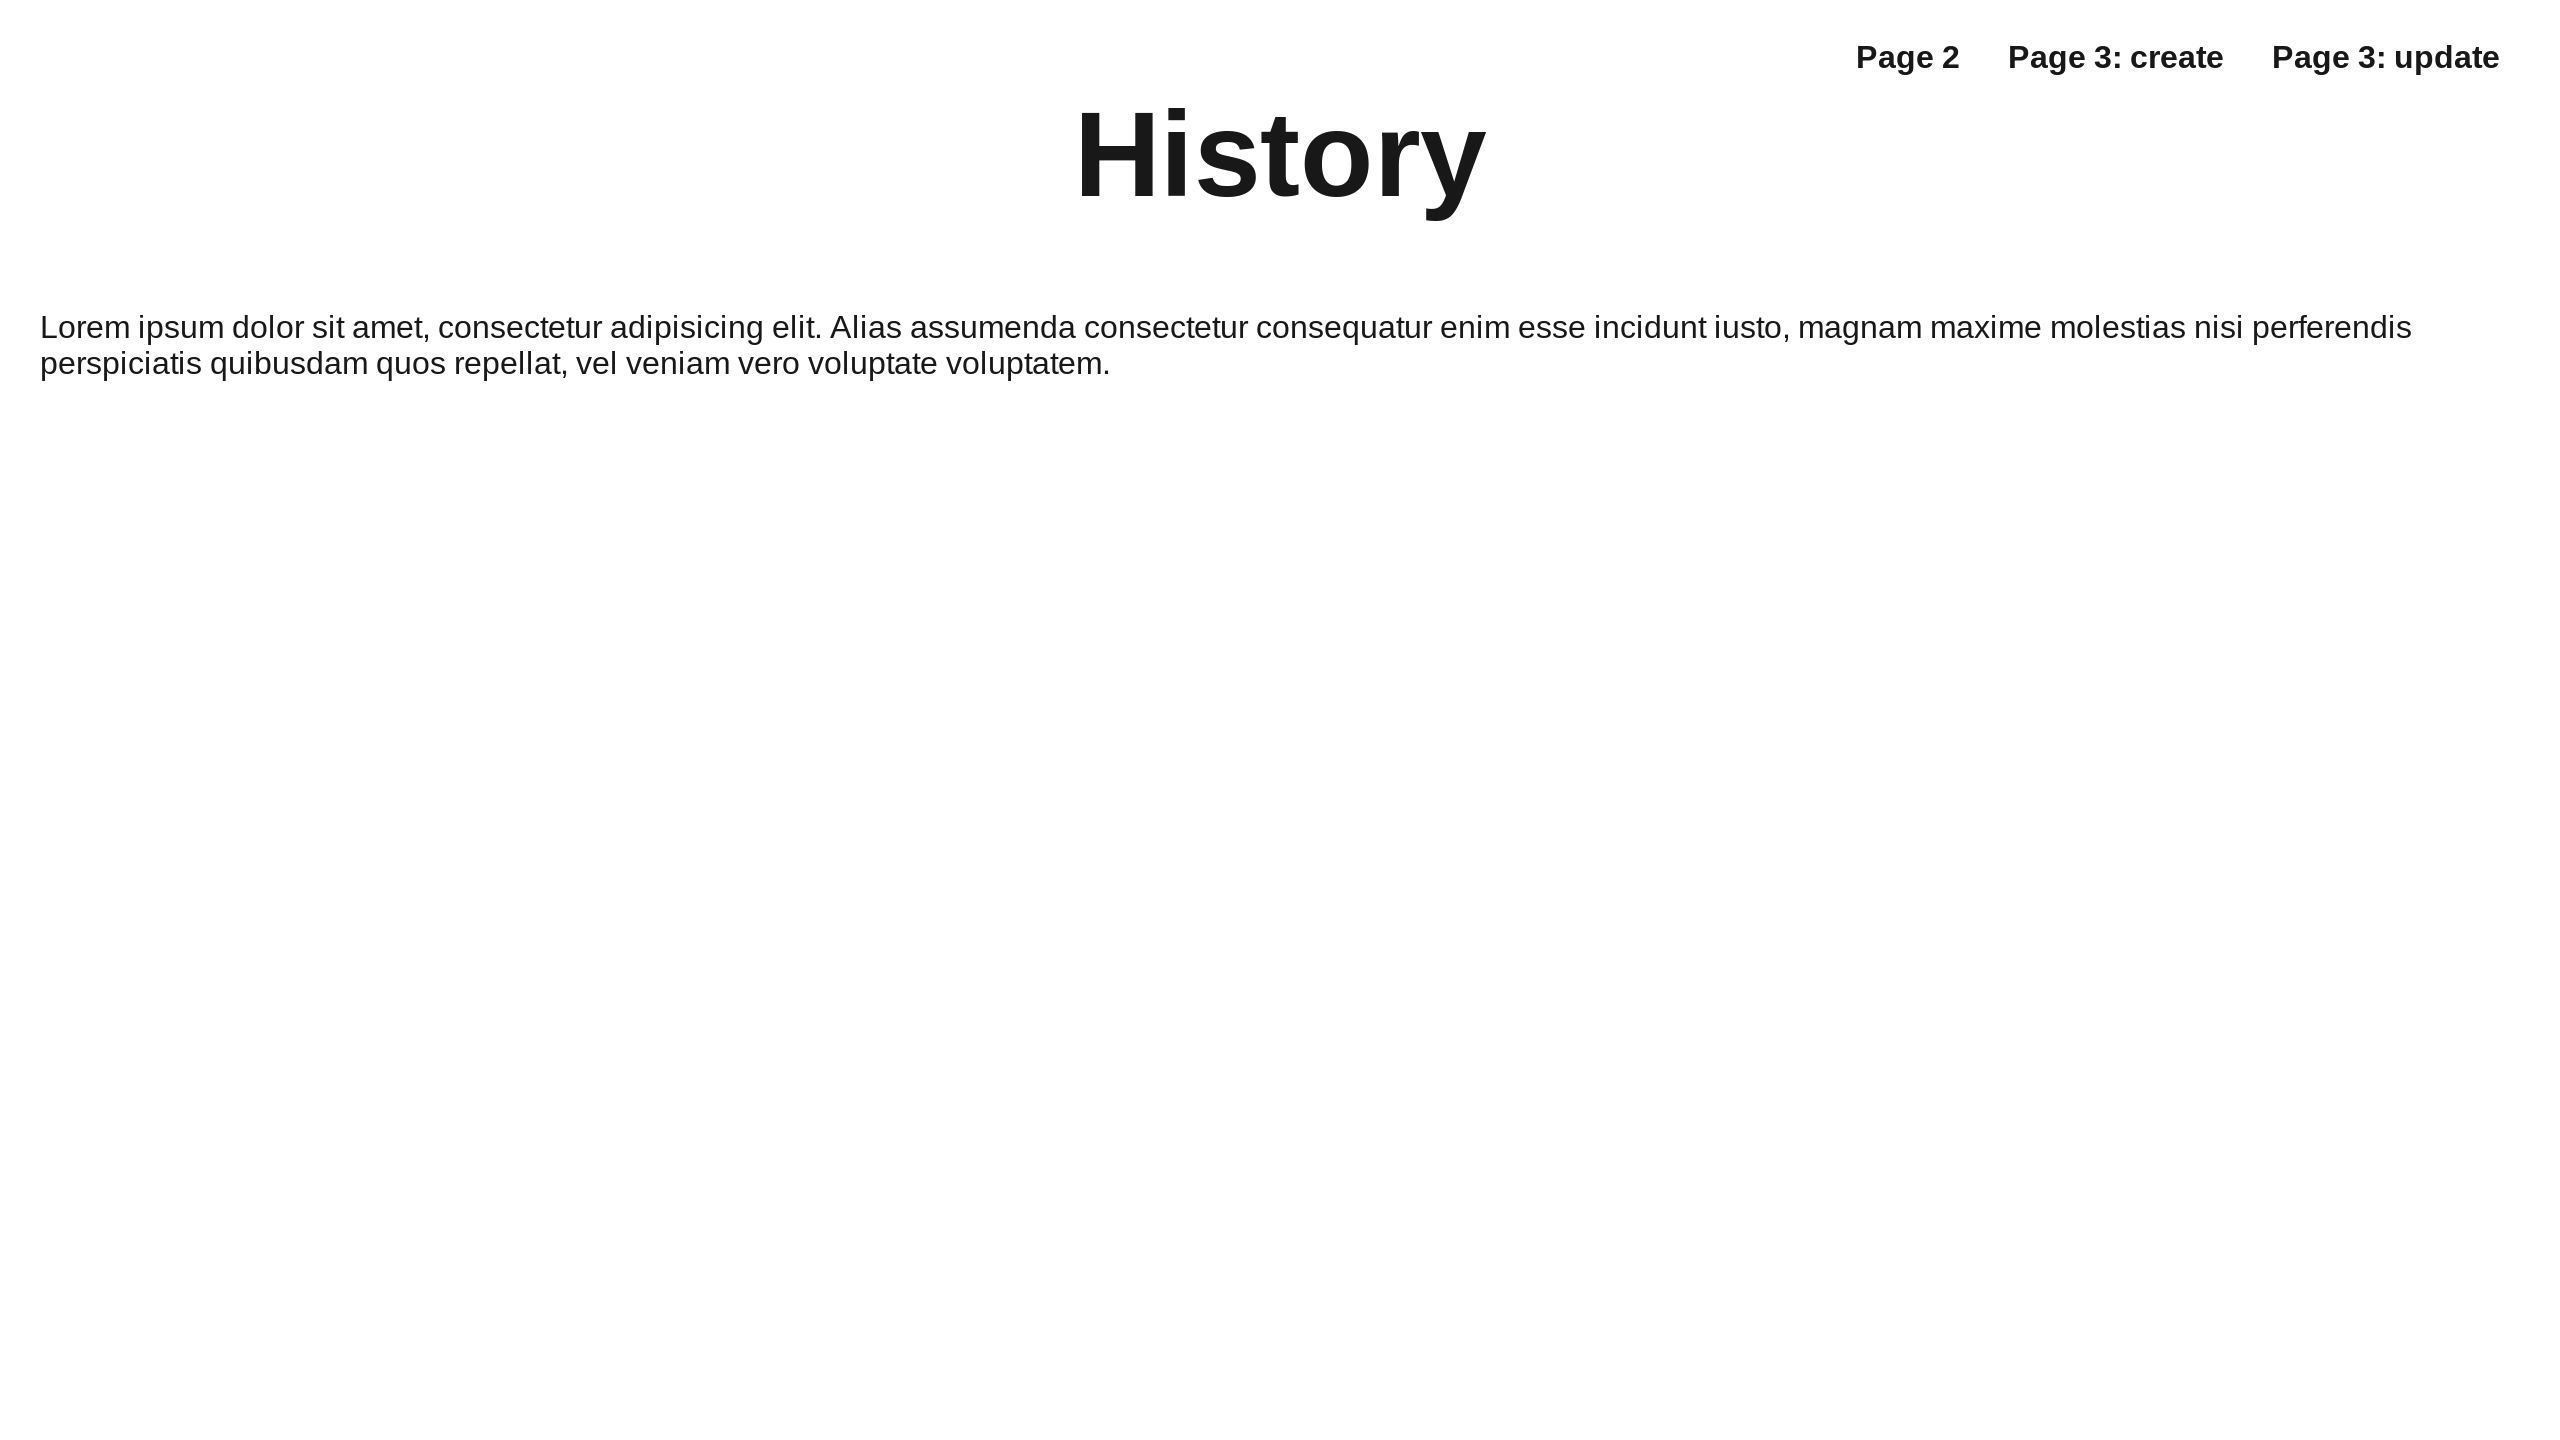 Page 2 Page 3: create Page 3: update
History
Lorem ipsum dolor sit amet, consectetur adipisicing elit. Alias assumenda consectetur consequatur enim esse incidunt iusto, magnam maxime molestias nisi perferendis
perspiciatis quibusdam quos repellat, vel veniam vero voluptate voluptatem.